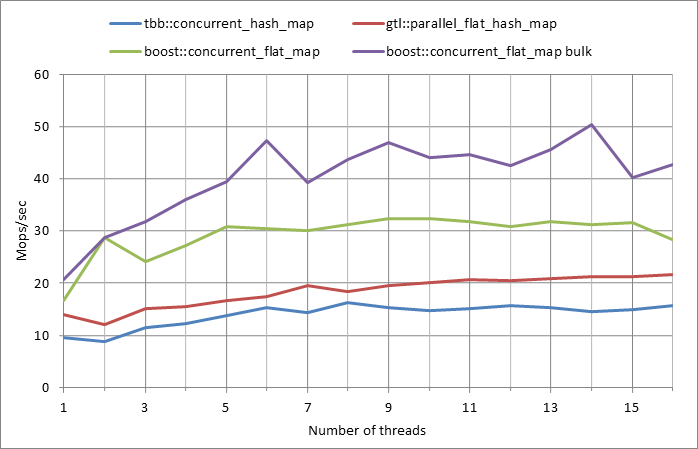 tbb::concurrent_hash_map gtl::parallel_flat_hash_map
boost::concurrent_flat_map boost::concurrent_flat_map bulk
60
50
40
30
20
10
0
Mops/sec
1 3 5 7 9 11 13 15
Number of threads